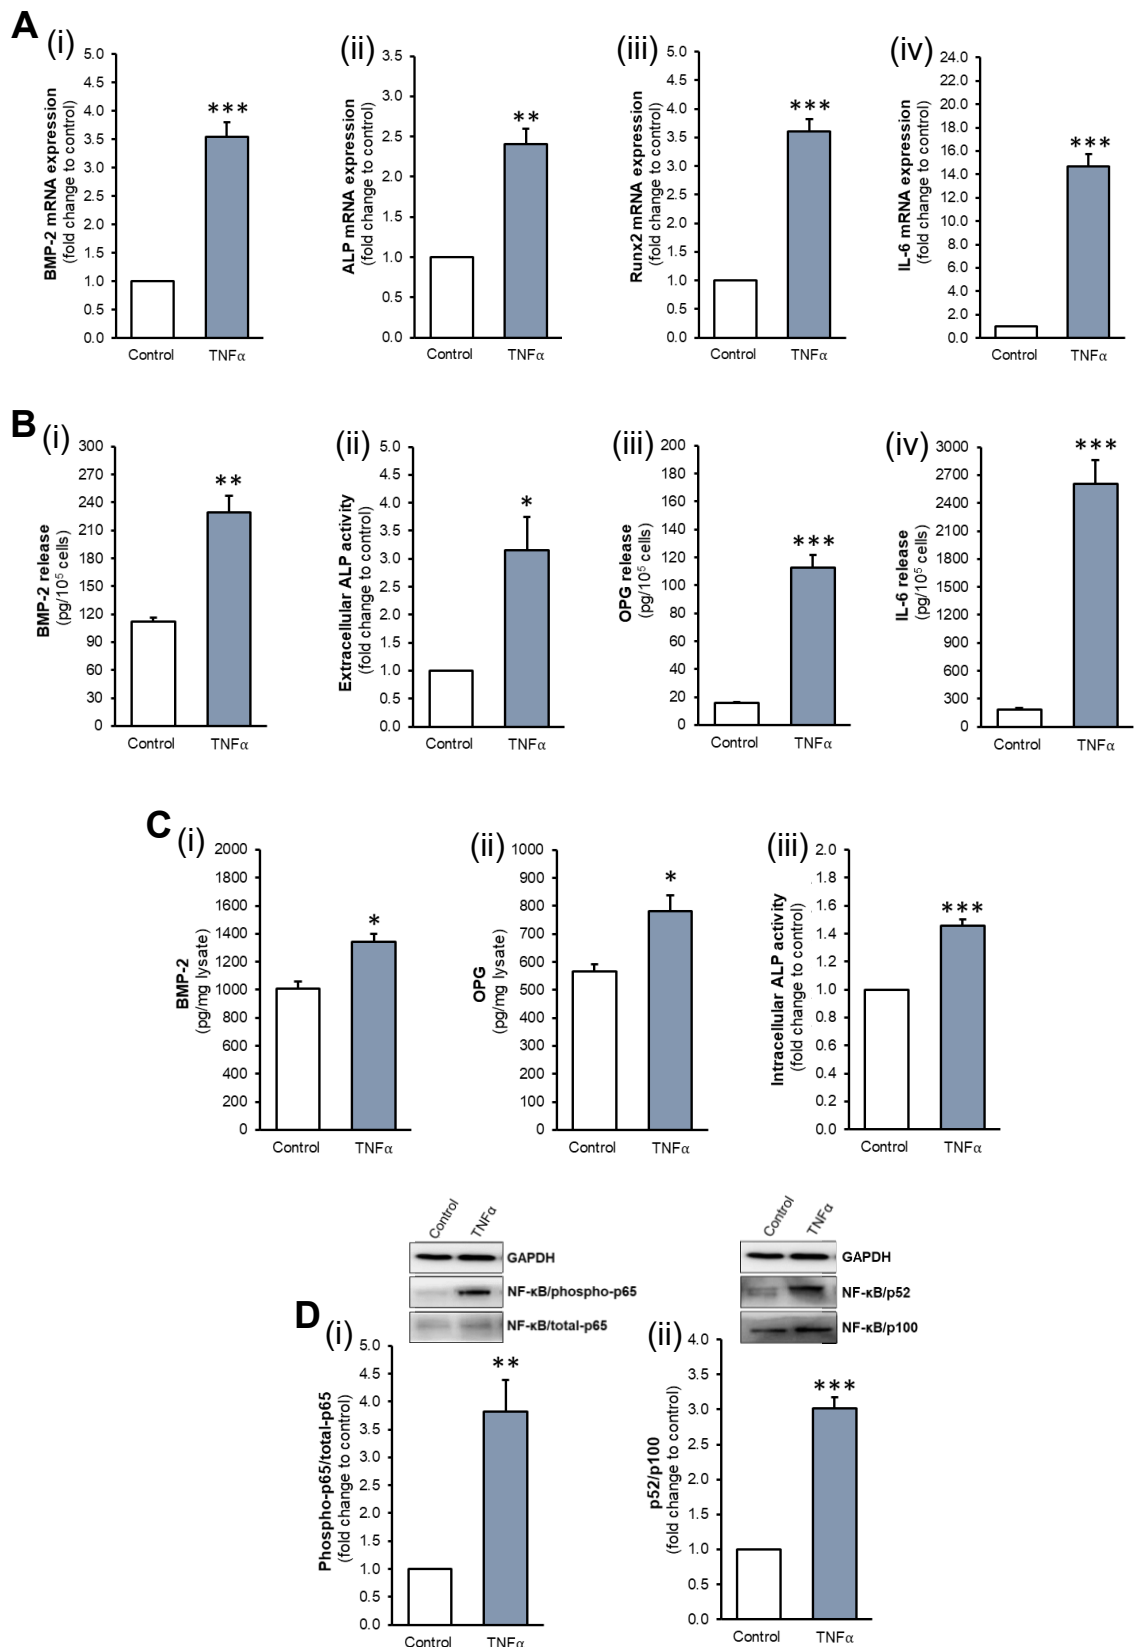 A
(i)
BMP-2 mRNA expression
(fold change to control)
5.0
4.5
4.0
3.5
3.0
2.5
2.0
1.5
1.0
0.5
0.0
***
Control
TNFα
(ii)
ALP mRNA expression
(fold change to control)
3.5
3.0
2.5
2.0
1.5
1.0
0.5
0.0
**
Control
TNFα
(iii)
Runx2 mRNA expression
(fold change to control)
5.0
4.5
4.0
3.5
3.0
2.5
2.0
1.5
1.0
0.5
0.0
***
Control
TNFα
(iv)
IL-6 mRNA expression
(fold change to control)
24.0
22.0
20.0
18.0
16.0
14.0
12.0
10.0
8.0
6.0
4.0
2.0
0.0
***
Control
TNFα
B
(i)
BMP-2 release
(pg/10⁵ cells)
300
270
240
210
180
150
120
90
60
30
0
**
Control
TNFα
(ii)
Extracellular ALP activity
(fold change to control)
5.0
4.5
4.0
3.5
3.0
2.5
2.0
1.5
1.0
0.5
0.0
*
Control
TNFα
(iii)
OPG release
(pg/10⁵ cells)
200
180
160
140
120
100
80
60
40
20
0
***
Control
TNFα
(iv)
IL-6 release
(pg/10⁵ cells)
3000
2700
2400
2100
1800
1500
1200
900
600
300
0
***
Control
TNFα
C
(i)
BMP-2
(pg/mg lysate)
2000
1800
1600
1400
1200
1000
800
600
400
200
0
*
Control
TNFα
(ii)
OPG
(pg/mg lysate)
1000
900
800
700
600
500
400
300
200
100
0
*
Control
TNFα
(iii)
Intracellular ALP activity
(fold change to control)
2.0
1.8
1.6
1.4
1.2
1.0
0.8
0.6
0.4
0.2
0.0
***
Control
TNFα
D
(i)
Control
TNFα
GAPDH
NF-κB/phospho-p65
NF-κB/total-p65
Phospho-p65/total-p65
(fold change to control)
5.0
4.5
4.0
3.5
3.0
2.5
2.0
1.5
1.0
0.5
0.0
**
Control
TNFα
(ii)
Control
TNFα
GAPDH
NF-κB/p52
NF-κB/p100
p52/p100
(fold change to control)
4.0
3.5
3.0
2.5
2.0
1.5
1.0
0.5
0.0
***
Control
TNFα